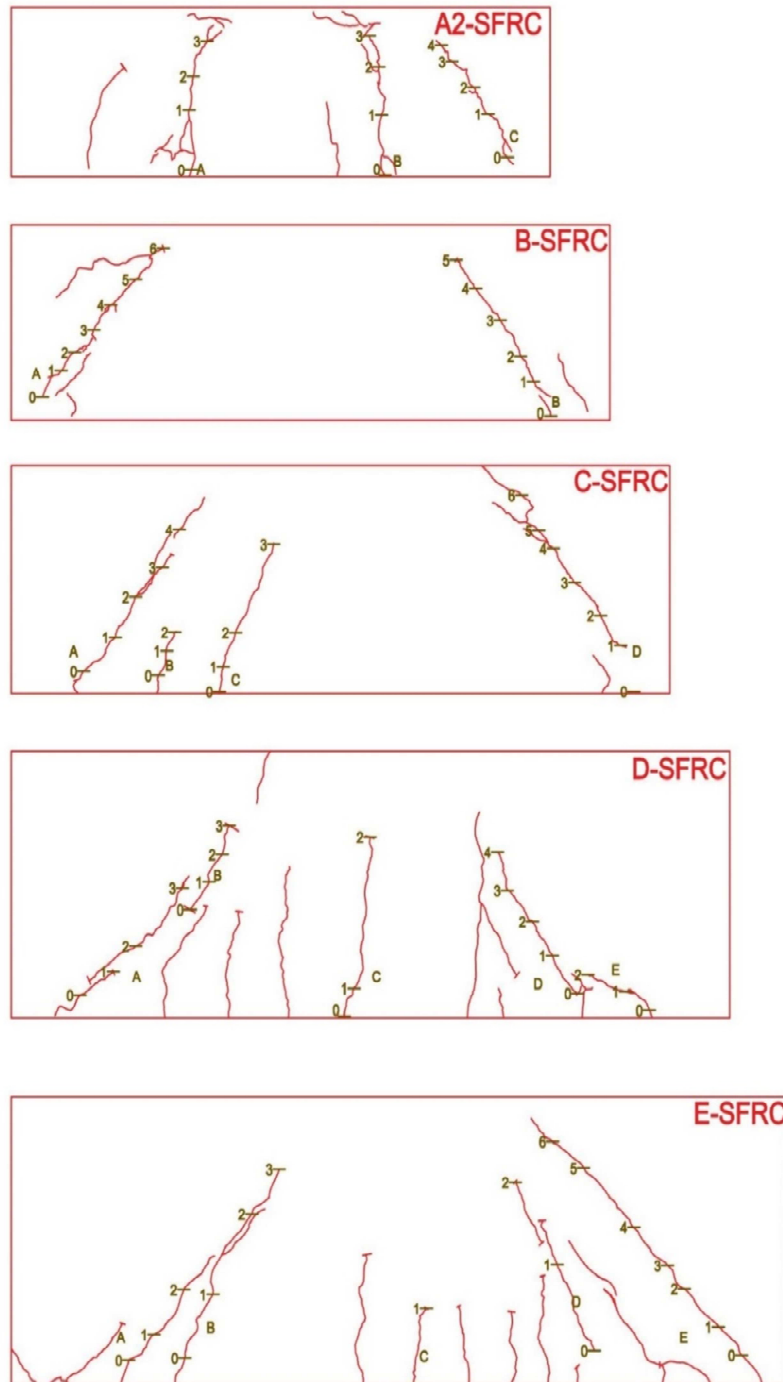 A2-SFRC
3 3 4
3
2 2 2
1 1 1
C
0 A 0 B 0
B-SFRC
6 5
5 4
4 3
3
2 2
A 1 1
0 B
0
C-SFRC
6
4 5
4
3 3 3
2 2 2 2
1 1 1 D
A 0 B 0 1 C
0 0
D-SFRC
3 2
2 4
3 1 B 3
0 2
2 1
1 A C D 2 E
0 1 0 1
0 0
E-SFRC
6
3 5
2 2
4
1 3
2 1 2
1 D
A 1 B 1 E
0 0 C 0 0